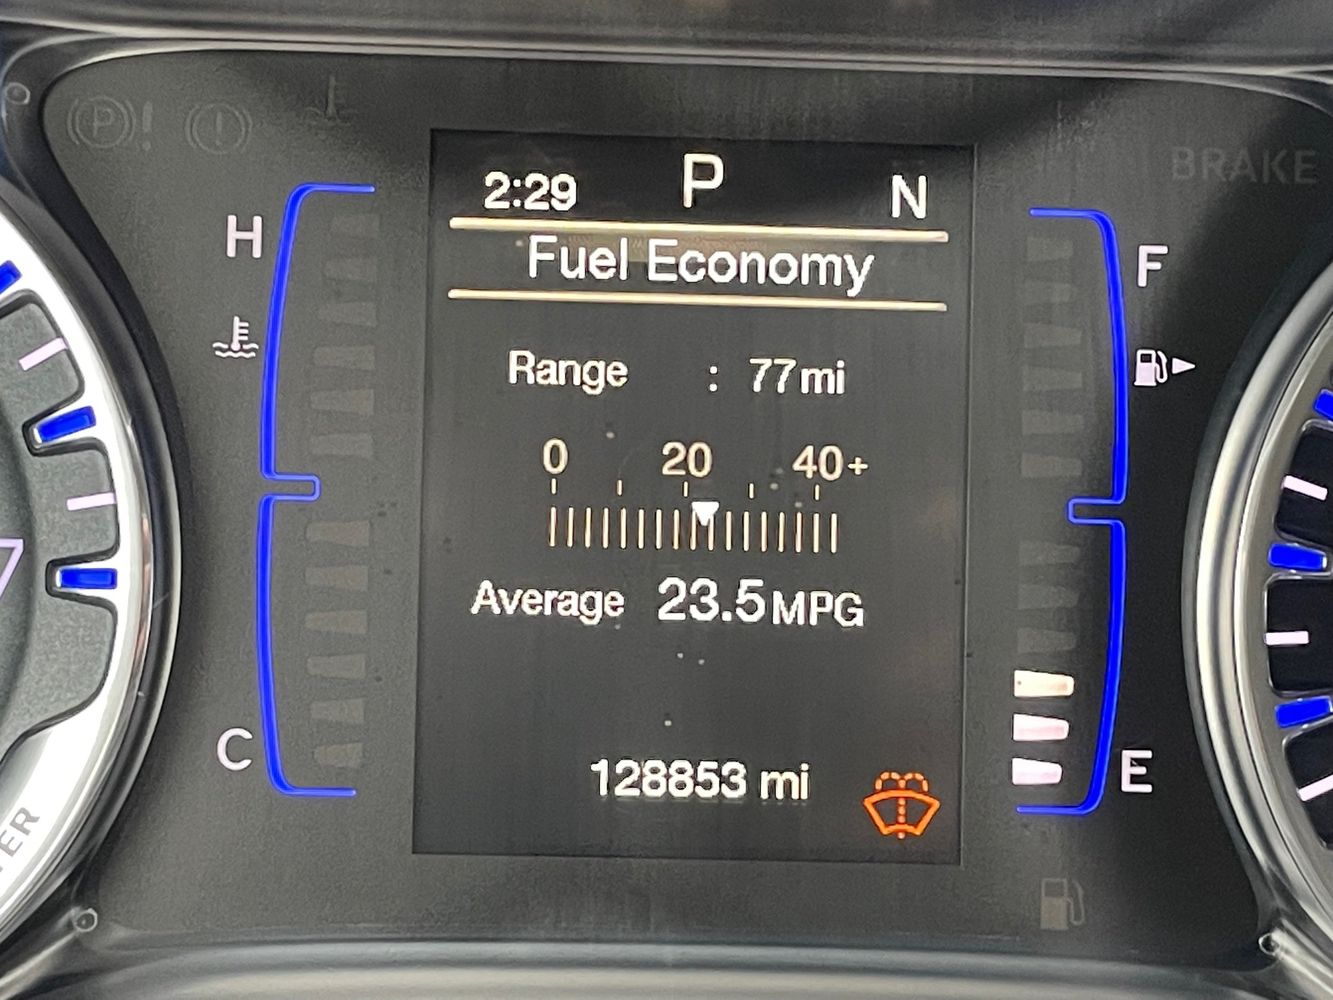 BRAKE
2:29 P N
H
Fuel Economy
F
Range : 77mi
0 20 40+
Average 23.5MPG
C
128853 mi
E